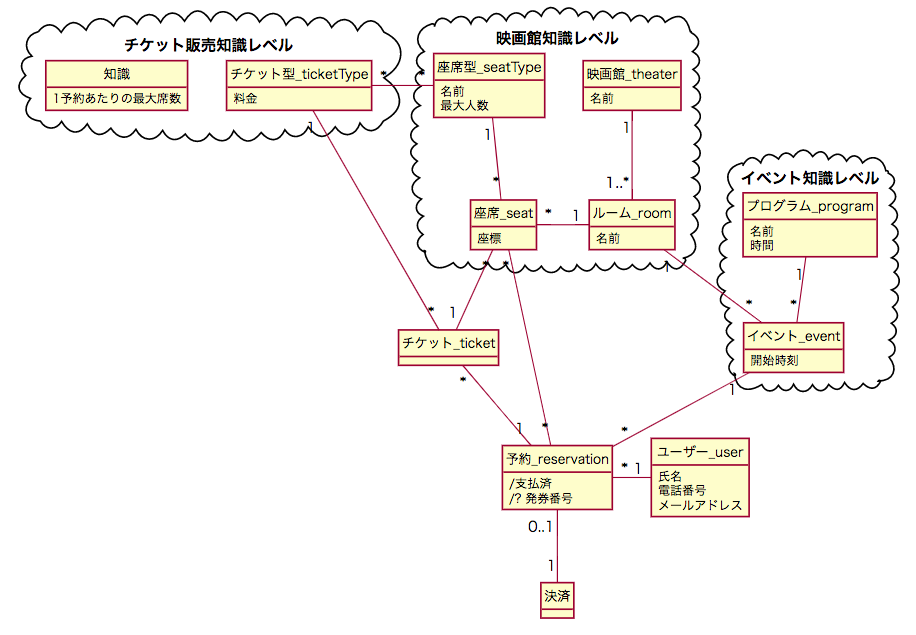 チケット販売知識レベル
知識
1予約あたりの最大席数
チケット型_ticketType
料金
*
*
1
映画館知識レベル
座席型_seatType
名前
最大人数
映画館_theater
名前
1
*
1
1..*
座席_seat
座標
*
1
ルーム_room
名前
*
*
1
イベント知識レベル
プログラム_program
名前
時間
1
*
*
イベント_event
開始時刻
1
*
1
チケット_ticket
*
1
*
*
予約_reservation
/支払済
/? 発券番号
*
1
ユーザー_user
氏名
電話番号
メールアドレス
0..1
1
決済